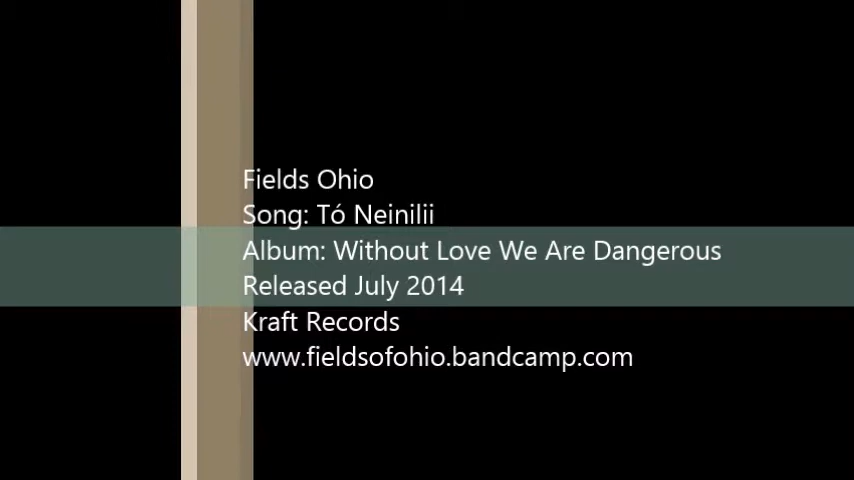 Fields Ohio
Song: Tó Neinilii
Album: Without Love We Are Dangerous
Released July 2014
Kraft Records
www.fieldsofohio.bandcamp.com